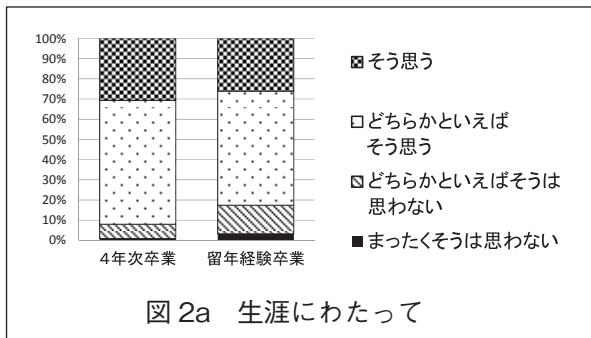 100%
90%
80%
70%
60%
50%
40%
30%
20%
10%
0%
4年次卒業
留年経験卒業
そう思う
どちらかといえば
そう思う
どちらかといえばそうは
思わない
まったくそうは思わない
図 2a 生涯にわたって